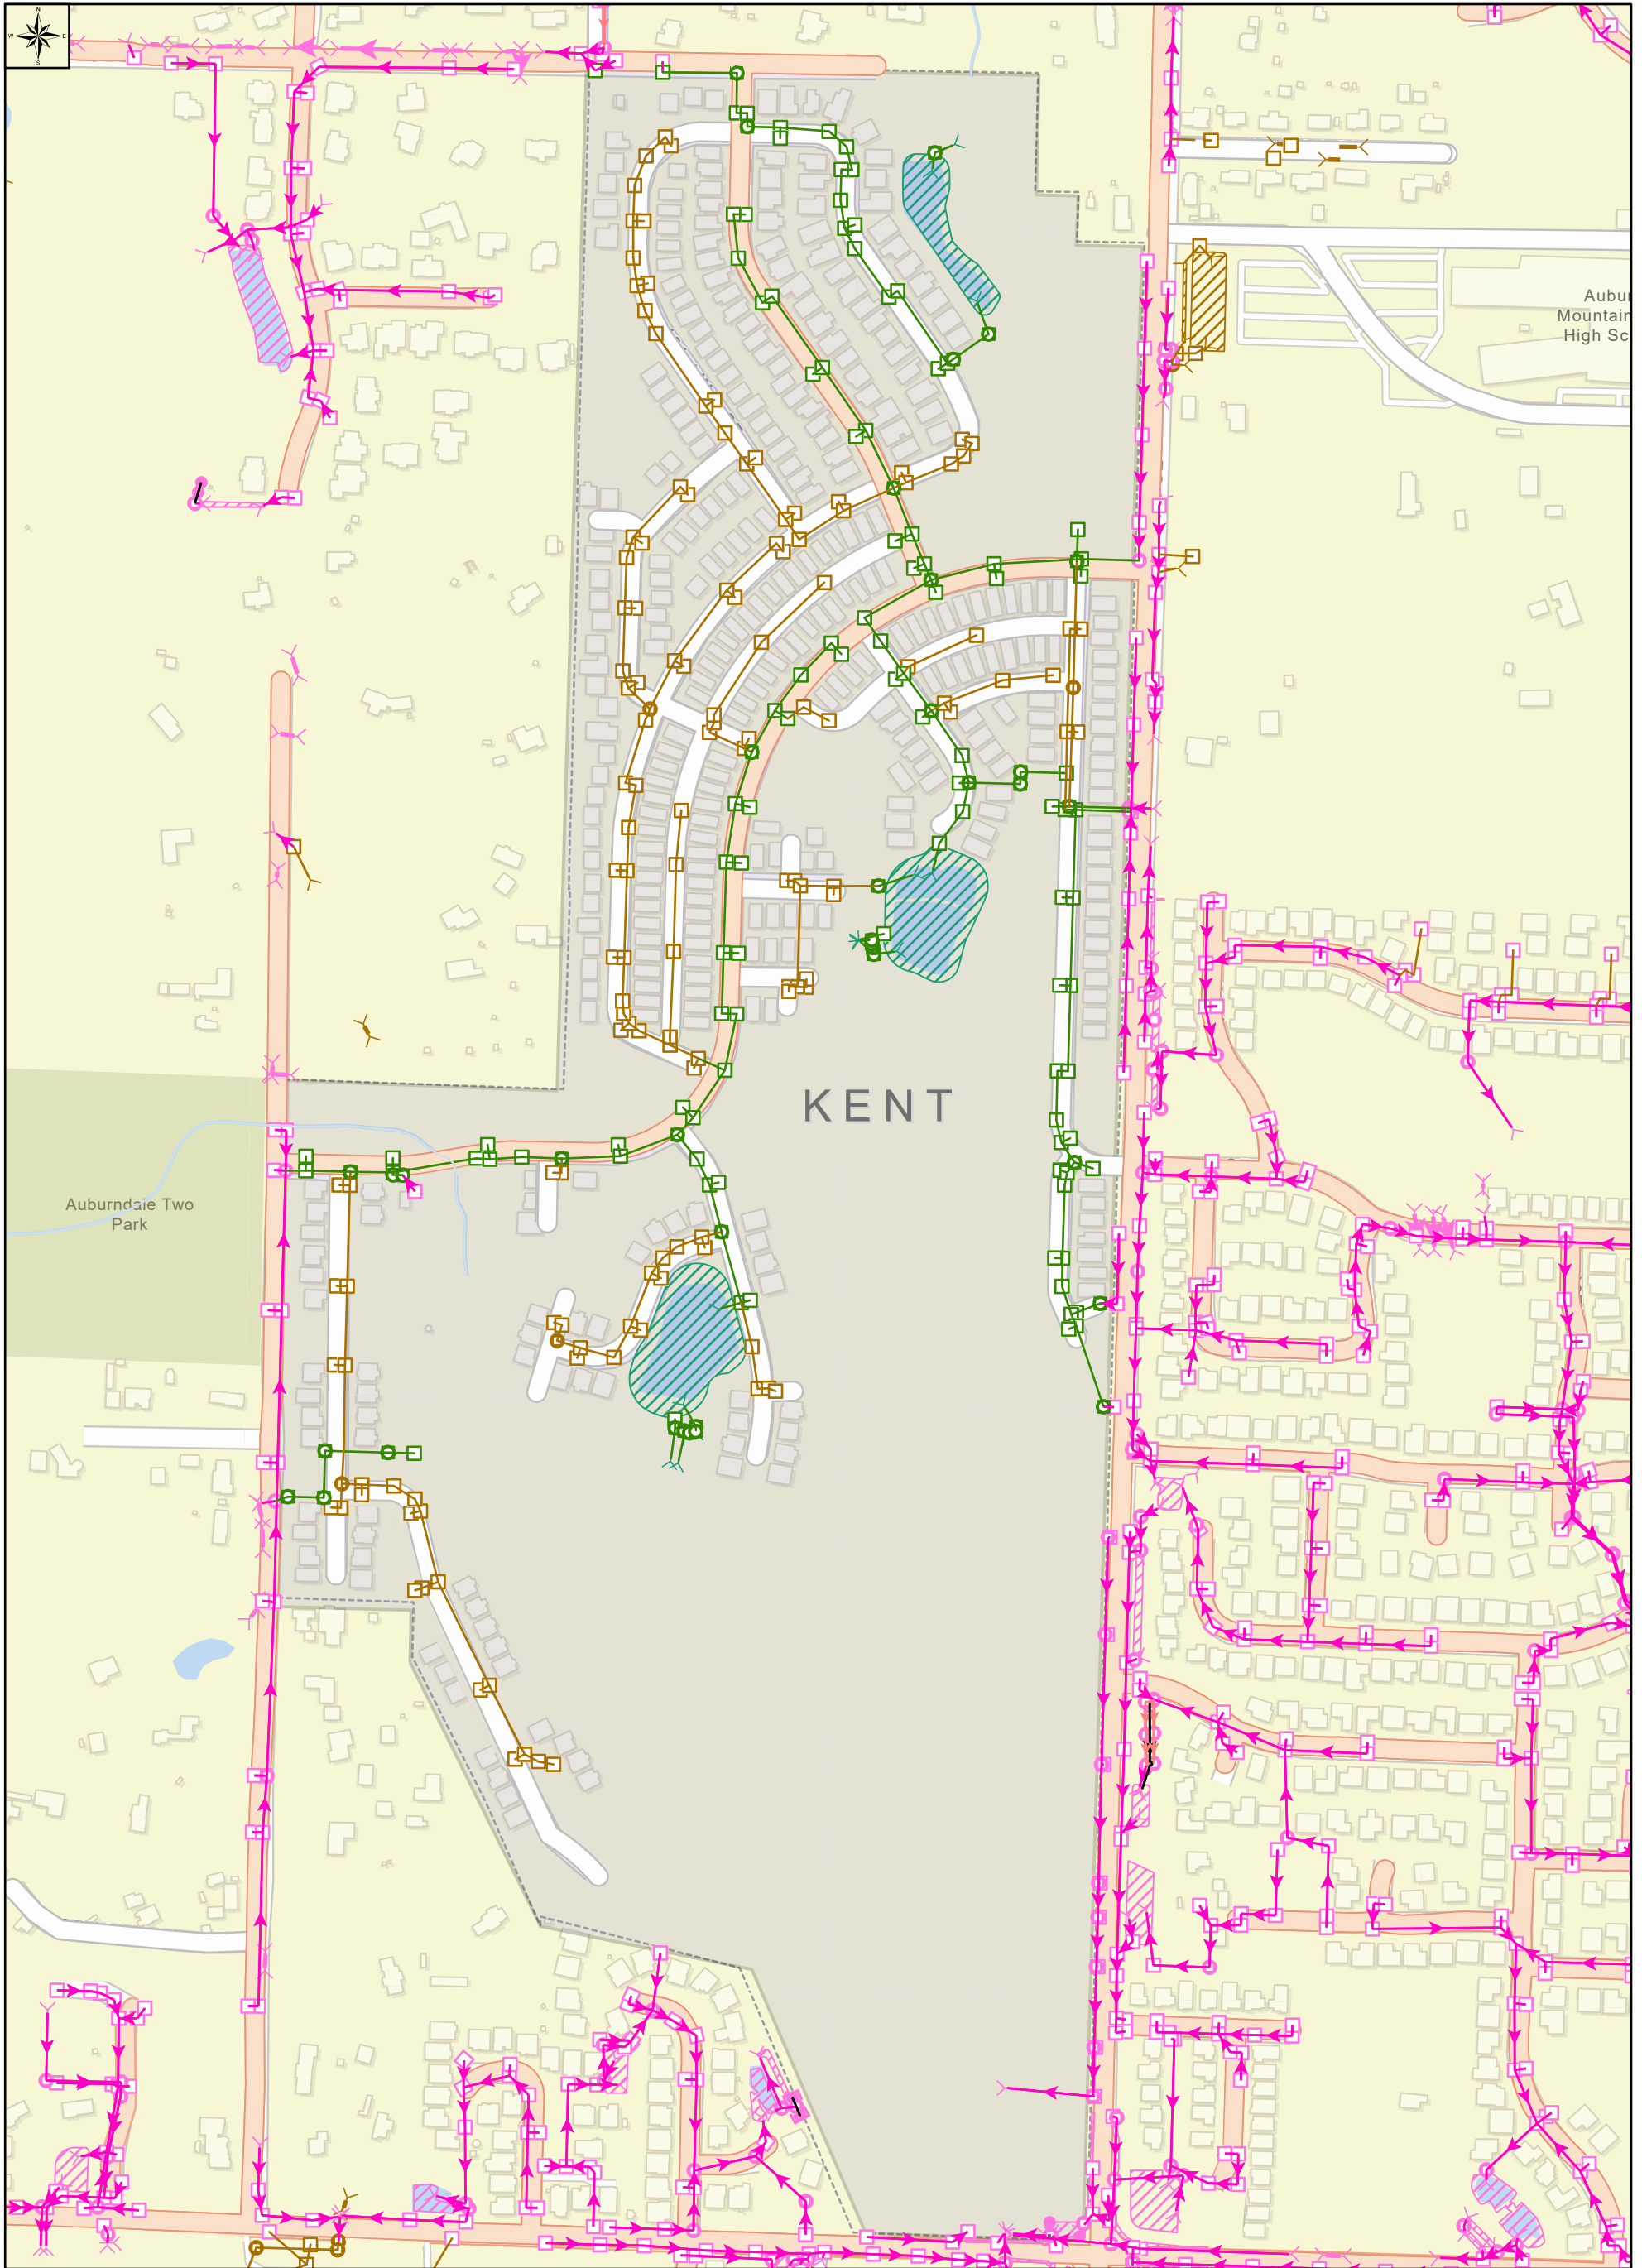 N
W E
S
Aubur
Mountain
High Sc
KENT
Auburndale Two
Park